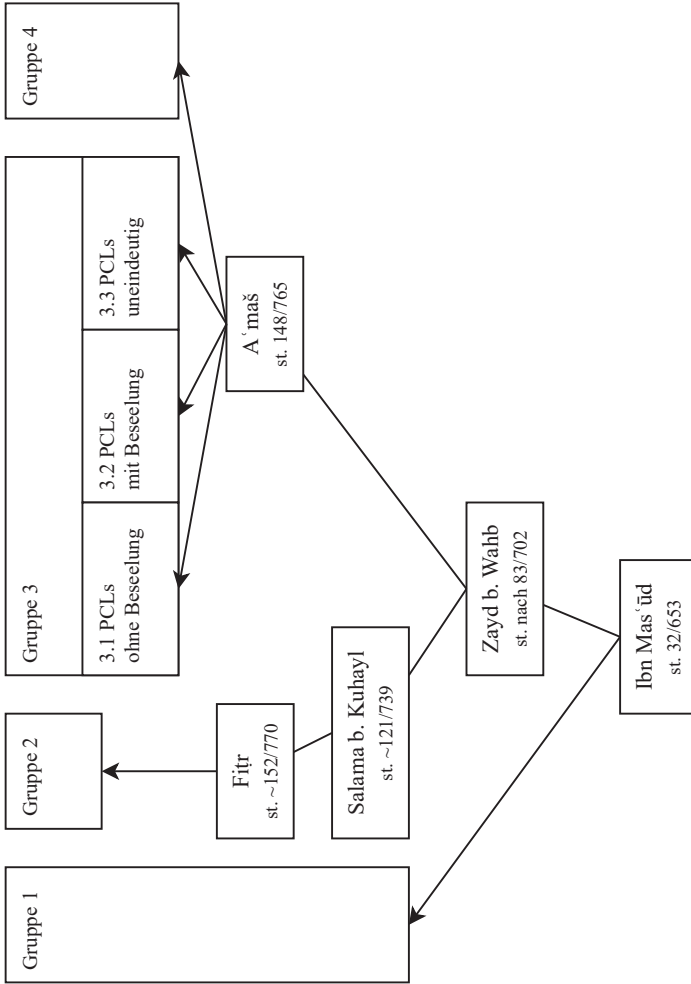 Gruppe 1
Gruppe 2
Gruppe 3
3.1 PCLs
ohne Beseelung
3.2 PCLs
mit Beseelung
3.3 PCLs
uneindeutig
Gruppe 4
Fiṭr
st. ~152/770
Aʿmaš
st. 148/765
Salama b. Kuhayl
st. ~121/739
Zayd b. Wahb
st. nach 83/702
Ibn Masʿūd
st. 32/653